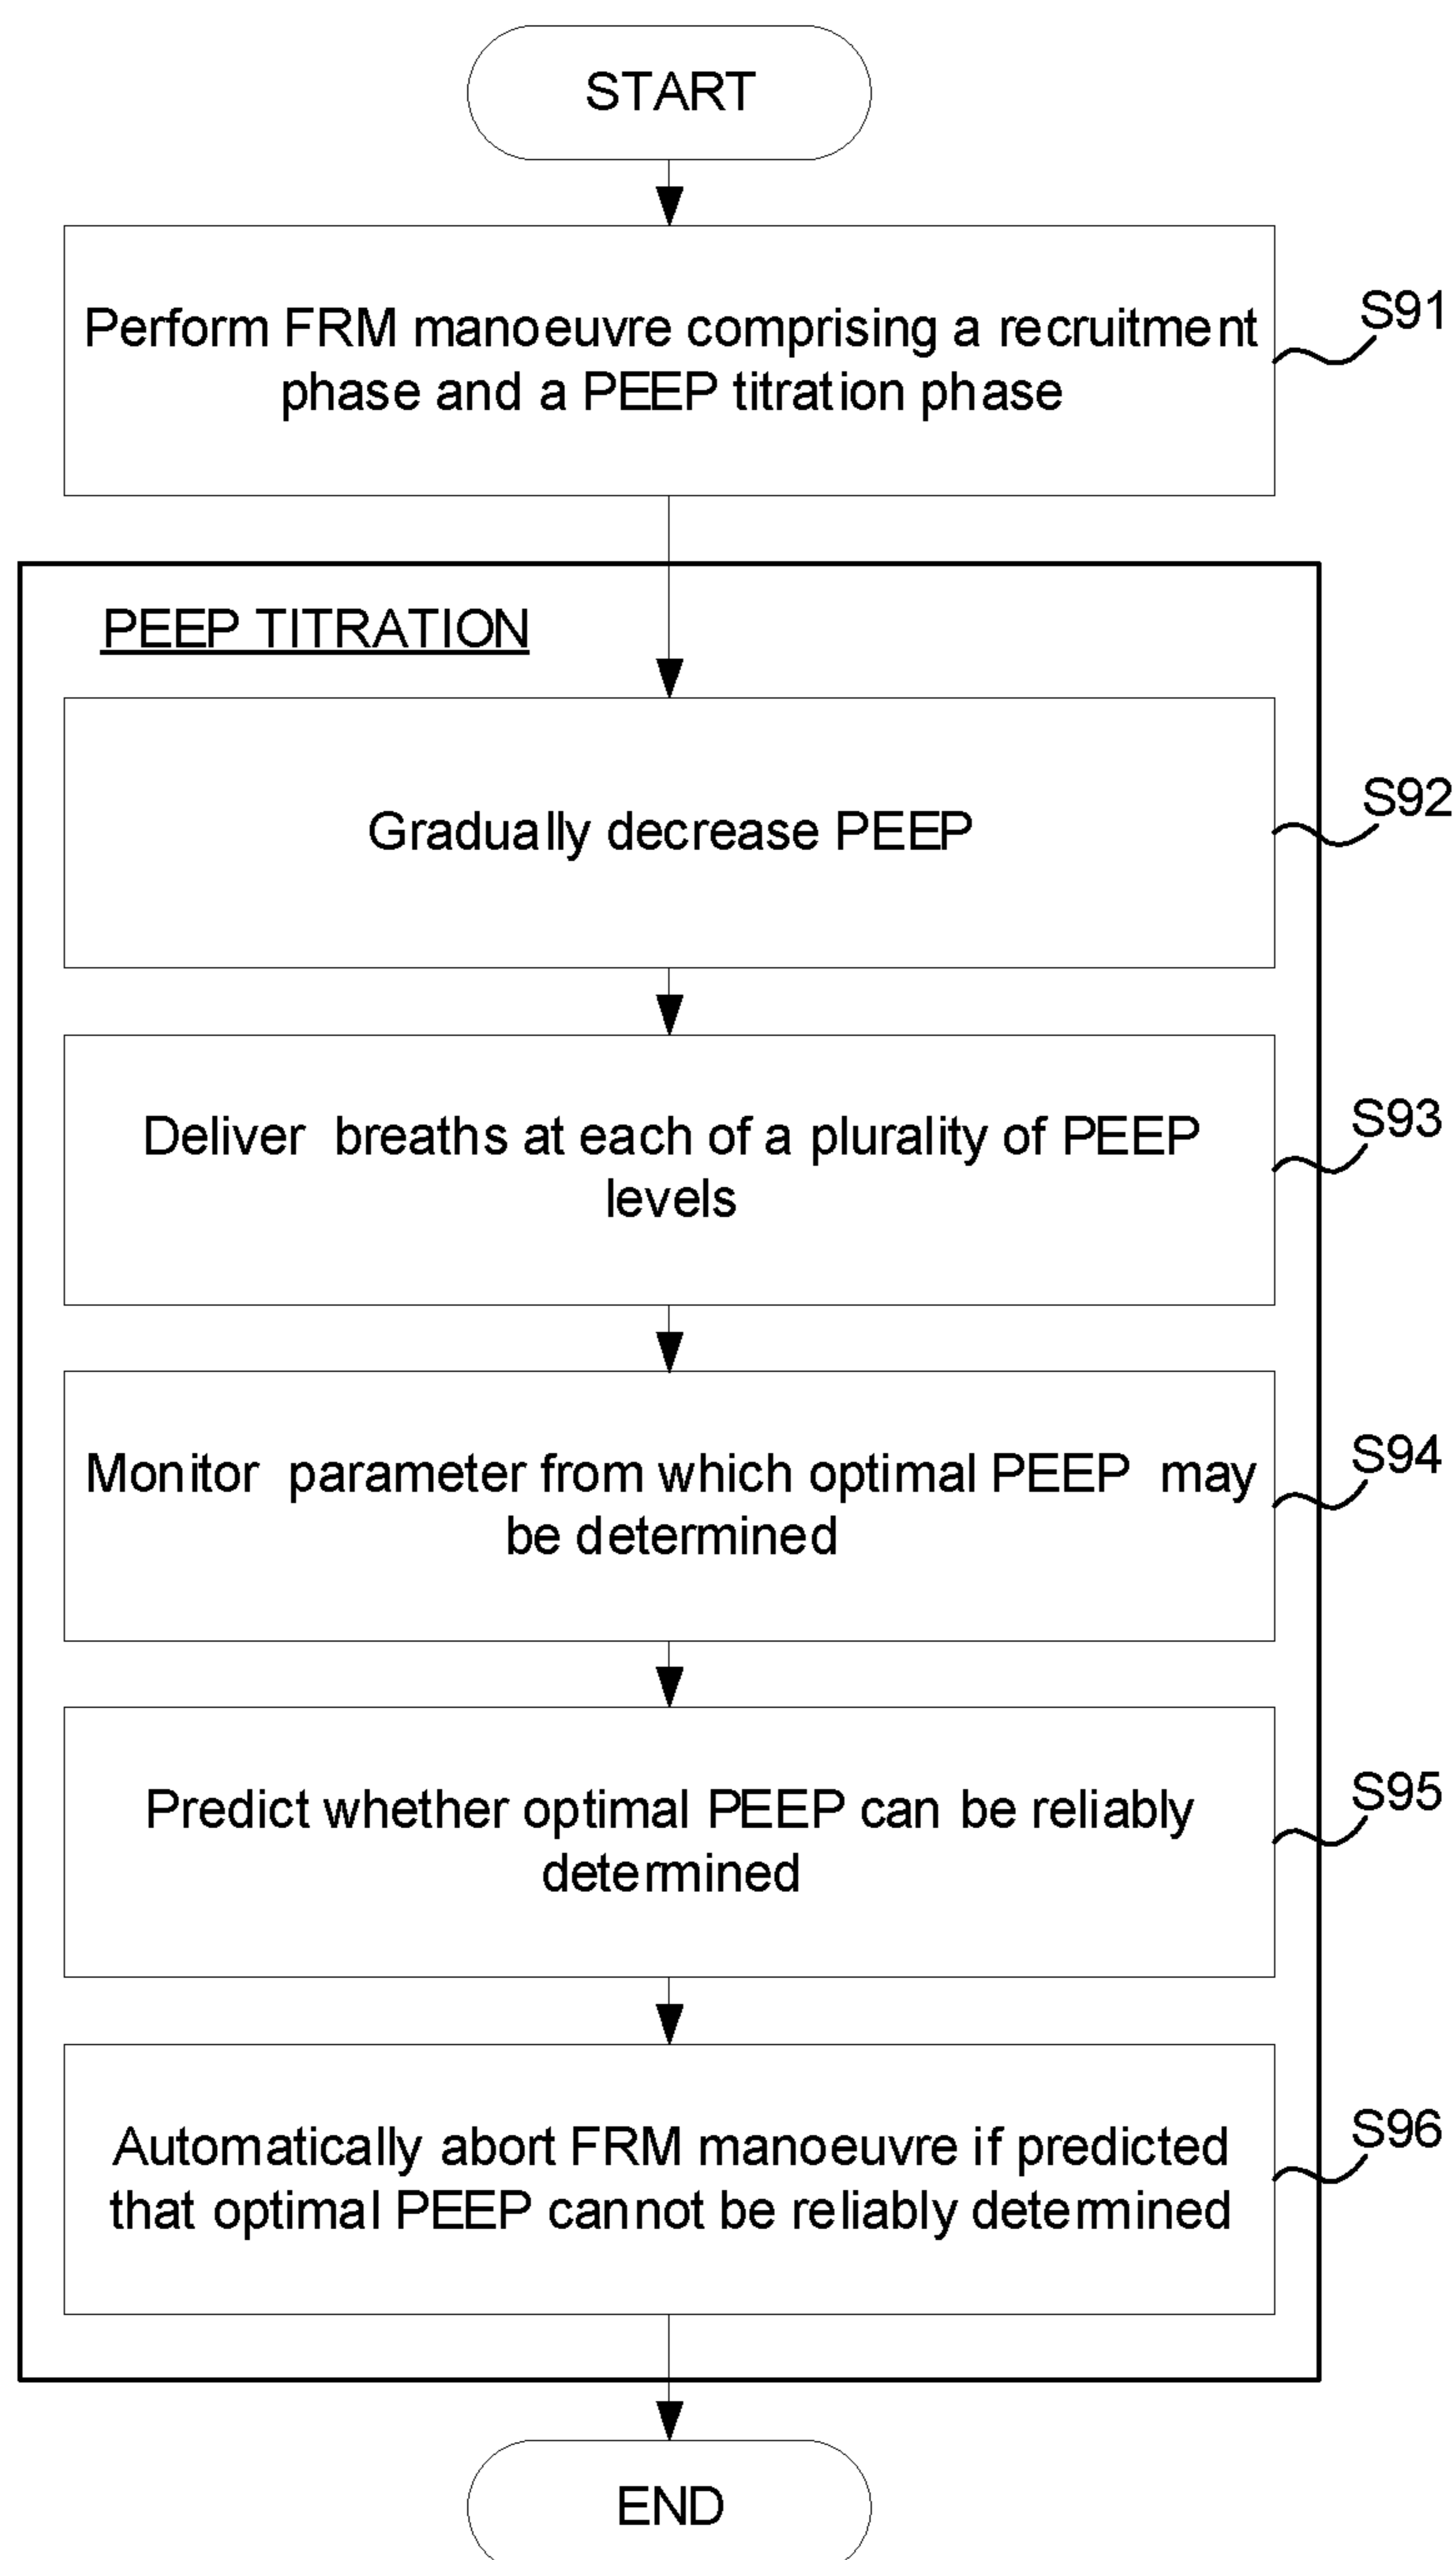 START
Perform FRM manoeuvre comprising a recruitment
phase and a PEEP titration phase
S91
PEEP TITRATION
Gradually decrease PEEP
S92
Deliver breaths at each of a plurality of PEEP
levels
S93
Monitor parameter from which optimal PEEP may
be determined
S94
Predict whether optimal PEEP can be reliably
determined
S95
Automatically abort FRM manoeuvre if predicted
that optimal PEEP cannot be reliably determined
S96
END